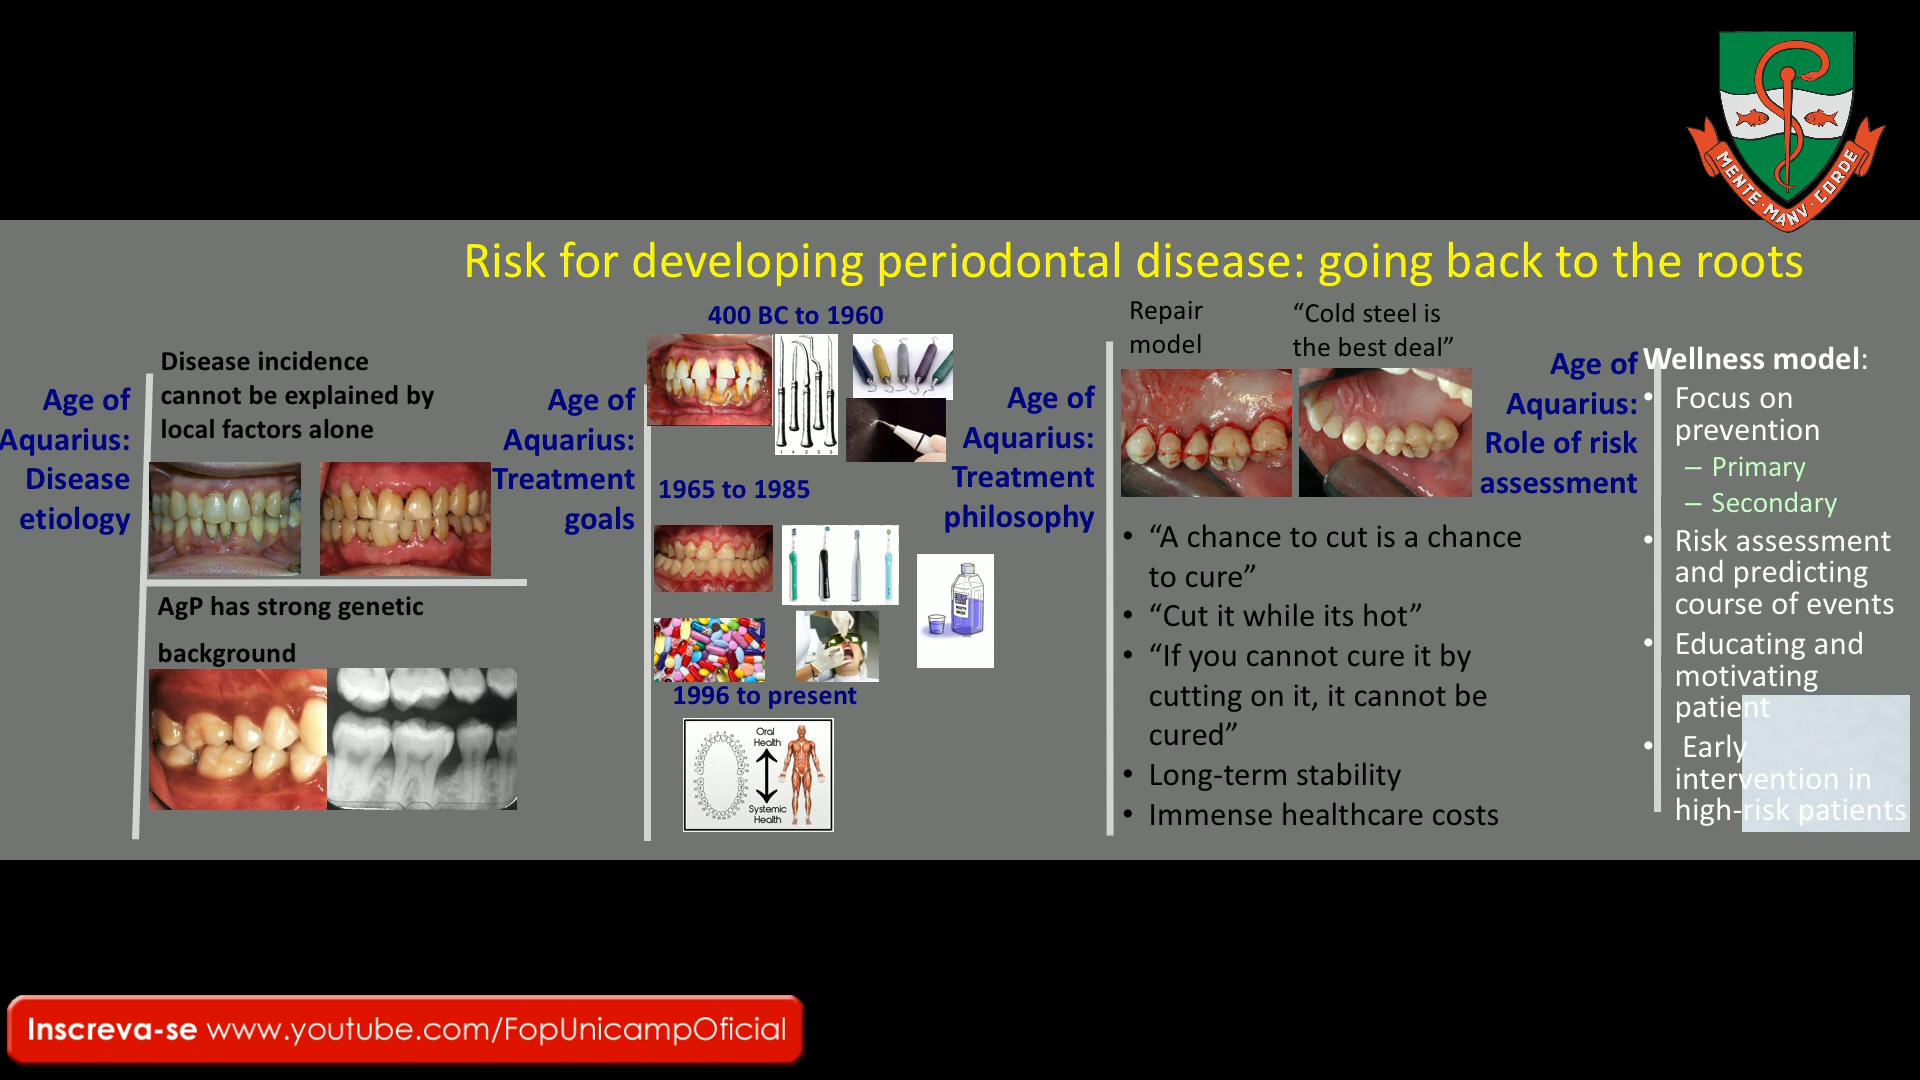 MENTE · MANV · CORDE
Risk for developing periodontal disease: going back to the roots
Age of
Aquarius:
Disease
etiology
Disease incidence
cannot be explained by
local factors alone
AgP has strong genetic
background
Age of
Aquarius:
Treatment
goals
400 BC to 1960
1965 to 1985
1996 to present
Oral
Health
Systemic
Health
Age of
Aquarius:
Treatment
philosophy
Repair
model
“Cold steel is
the best deal”
• “A chance to cut is a chance
to cure”
• “Cut it while its hot”
• “If you cannot cure it by
cutting on it, it cannot be
cured”
• Long-term stability
• Immense healthcare costs
Age of
Aquarius:
Role of risk
assessment
Wellness model:
• Focus on
prevention
– Primary
– Secondary
• Risk assessment
and predicting
course of events
• Educating and
motivating
patient
• Early
intervention in
high-risk patients
Inscreva-se www.youtube.com/FopUnicampOficial